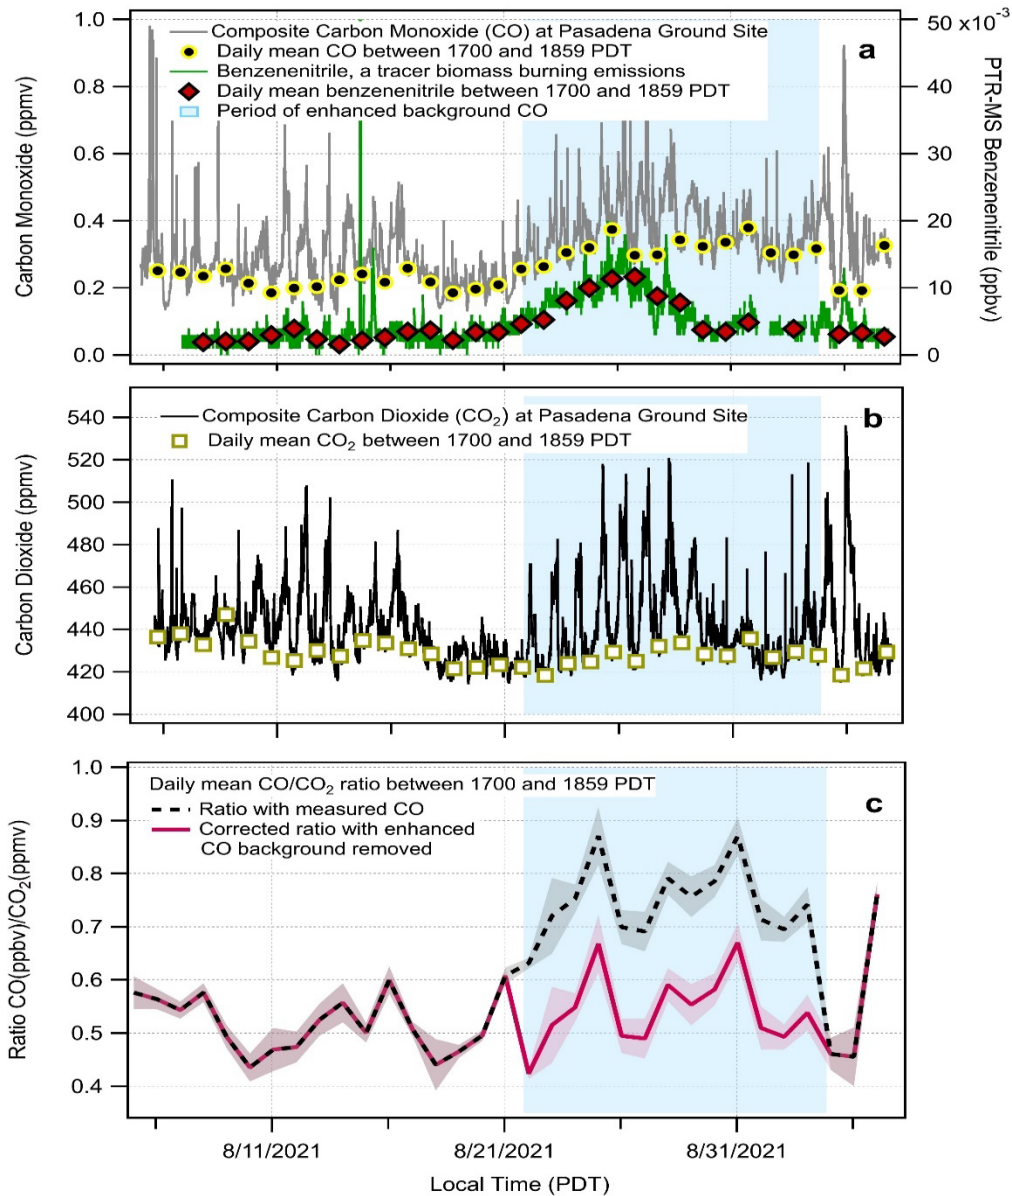 a
Composite Carbon Monoxide (CO) at Pasadena Ground Site
Daily mean CO between 1700 and 1859 PDT
Benzenenitrile, a tracer biomass burning emissions
Daily mean benzenenitrile between 1700 and 1859 PDT
Period of enhanced background CO
Carbon Monoxide (ppmv)
1.0
0.8
0.6
0.4
0.2
0.0
50 x10⁻³
40
30
20
10
0
PTR-MS Benzenenitrile (ppbv)
b
Composite Carbon Dioxide (CO₂) at Pasadena Ground Site
Daily mean CO₂ between 1700 and 1859 PDT
Carbon Dioxide (ppmv)
540
520
500
480
460
440
420
400
c
Daily mean CO/CO₂ ratio between 1700 and 1859 PDT
Ratio with measured CO
Corrected ratio with enhanced
CO background removed
Ratio CO(ppbv)/CO₂(ppmv)
1.0
0.9
0.8
0.7
0.6
0.5
0.4
8/11/2021
8/21/2021
8/31/2021
Local Time (PDT)